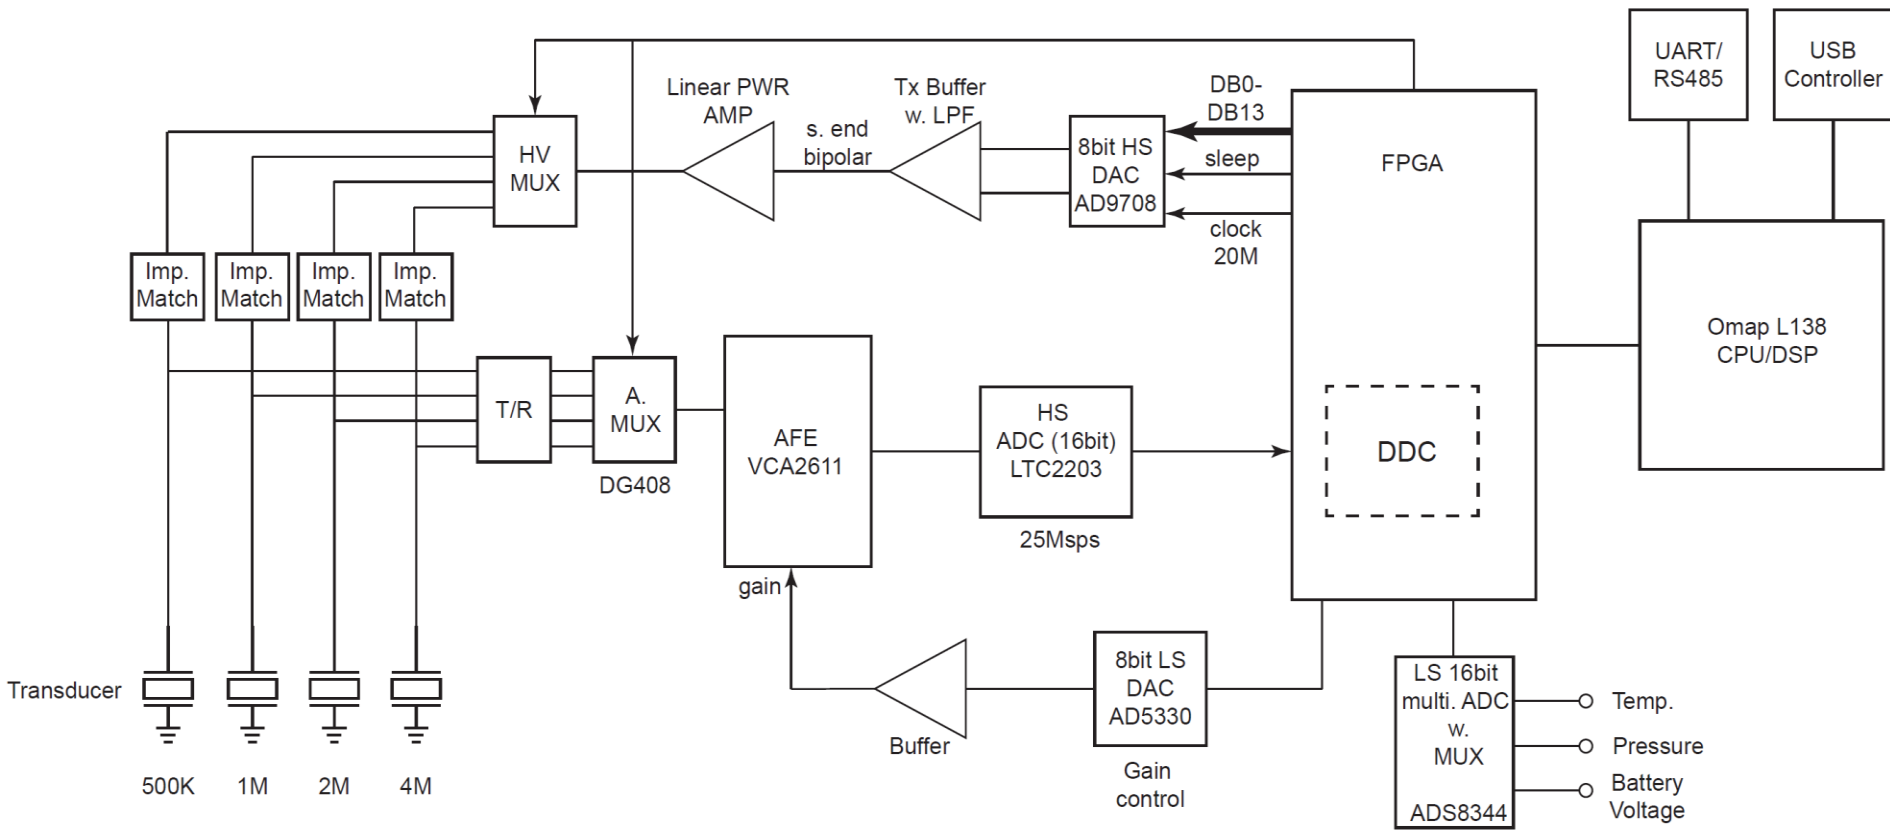 UART/
RS485
USB
Controller
Linear PWR
AMP
Tx Buffer
w. LPF
DB0-
DB13
s. end
bipolar
HV
MUX
8bit HS
DAC
AD9708
sleep
FPGA
clock
20M
Imp.
Match
Imp.
Match
Imp.
Match
Imp.
Match
Omap L138
CPU/DSP
T/R
A.
MUX
DG408
AFE
VCA2611
HS
ADC (16bit)
LTC2203
25Msps
DDC
gain
Transducer
500K
1M
2M
4M
Buffer
8bit LS
DAC
AD5330
Gain
control
LS 16bit
multi. ADC
w.
MUX
ADS8344
Temp.
Pressure
Battery
Voltage